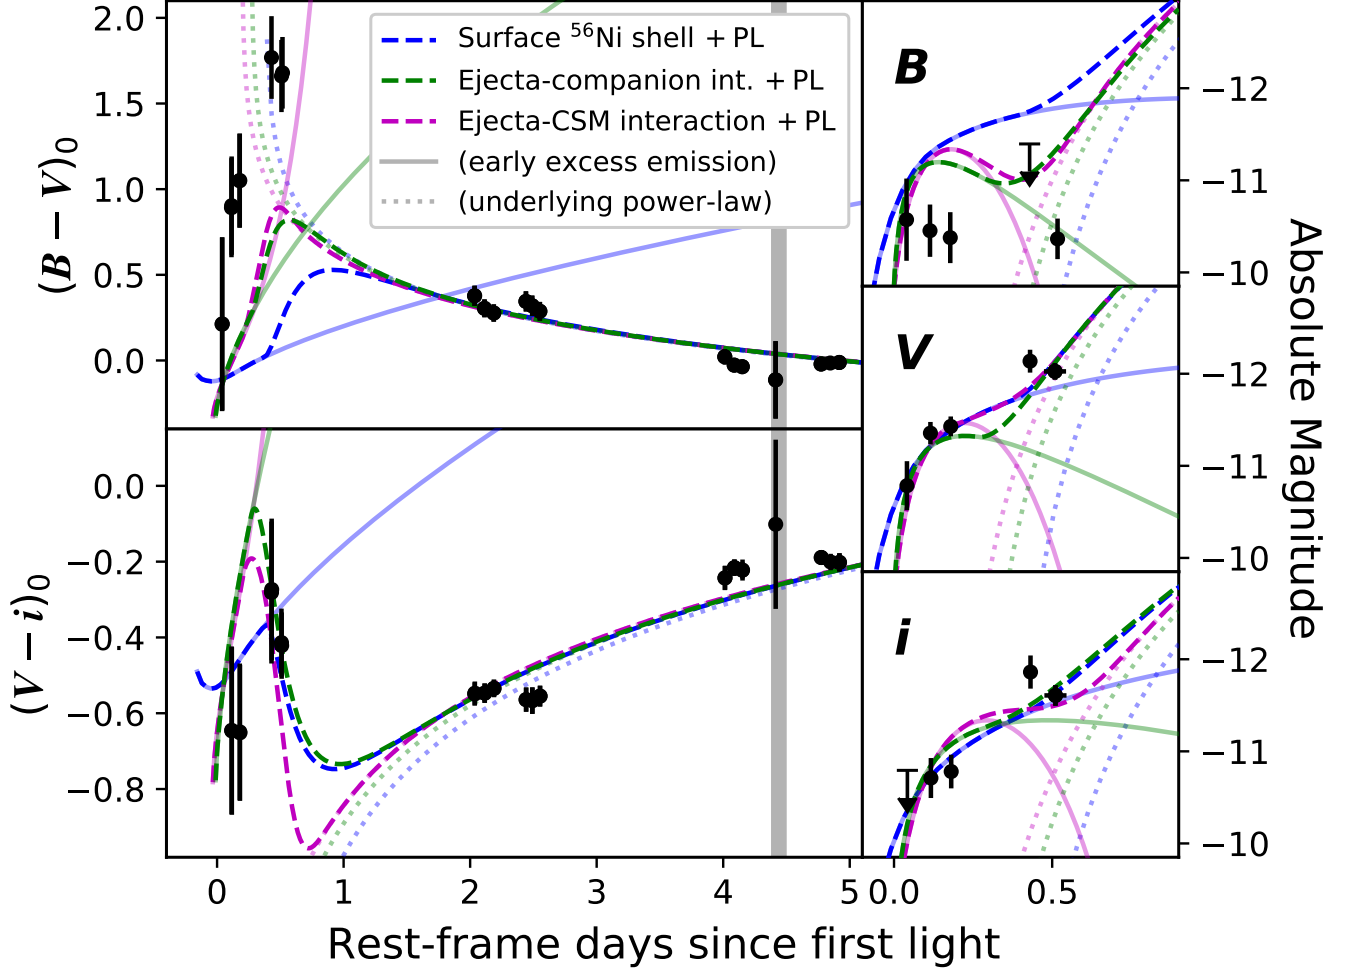 2.0
1.5
1.0
0.5
0.0
(B − V)₀
Surface ⁵⁶Ni shell + PL
Ejecta-companion int. + PL
Ejecta-CSM interaction + PL
(early excess emission)
(underlying power-law)
0.0
−0.2
−0.4
−0.6
−0.8
(V − i)₀
0 1 2 3 4 5
B
−12
−11
−10
V
−12
−11
−10
i
−12
−11
−10
0.0 0.5
Absolute Magnitude
Rest-frame days since first light